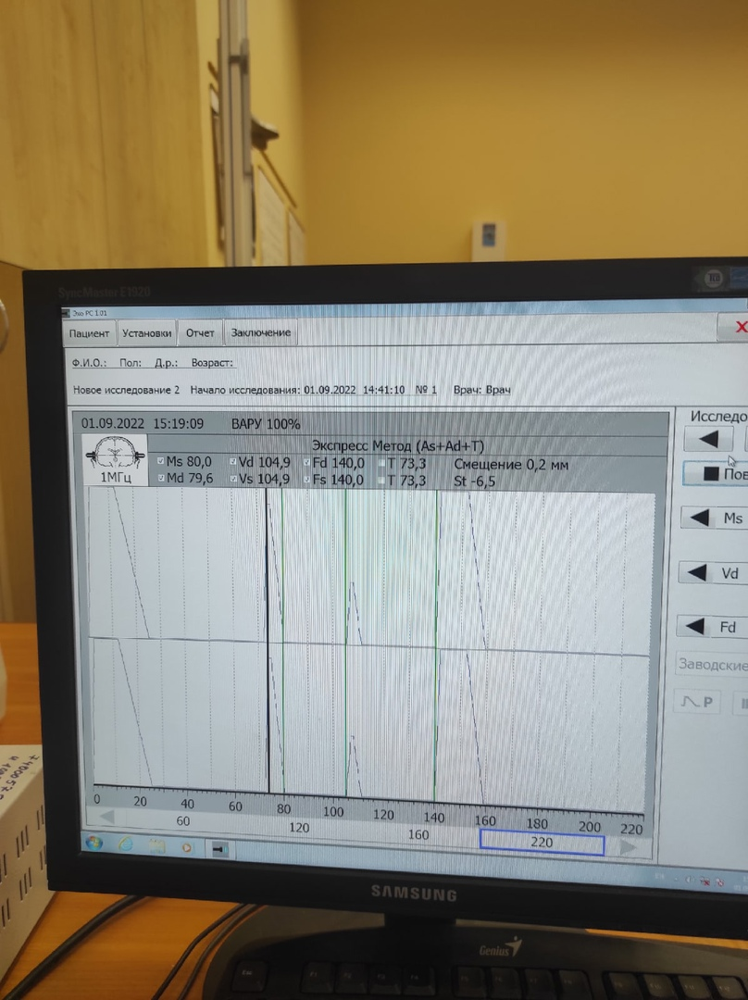 SyncMaster E1920
Эхо РС 1.01
Пациент Установки Отчет Заключение X
Ф.И.О.: Пол: Д.р.: Возраст:
Новое исследование 2 Начало исследования: 01.09.2022 14:41:10 № 1 Врач: Врач
Исследо
01.09.2022 15:19:09 ВАРУ 100%
Экспресс Метод (As+Ad+T)
Ms 80,0 Vd 104,9 Fd 140,0 T 73,3 Смещение 0,2 мм
1МГц Md 79,6 Vs 104,9 Fs 140,0 T 73,3 St -6,5
Пов
Ms
Vd
Fd
Заводские
P
0 20 40 60 80 100 120 140 160 180 200 220
60 120 160 220
SAMSUNG
Genius